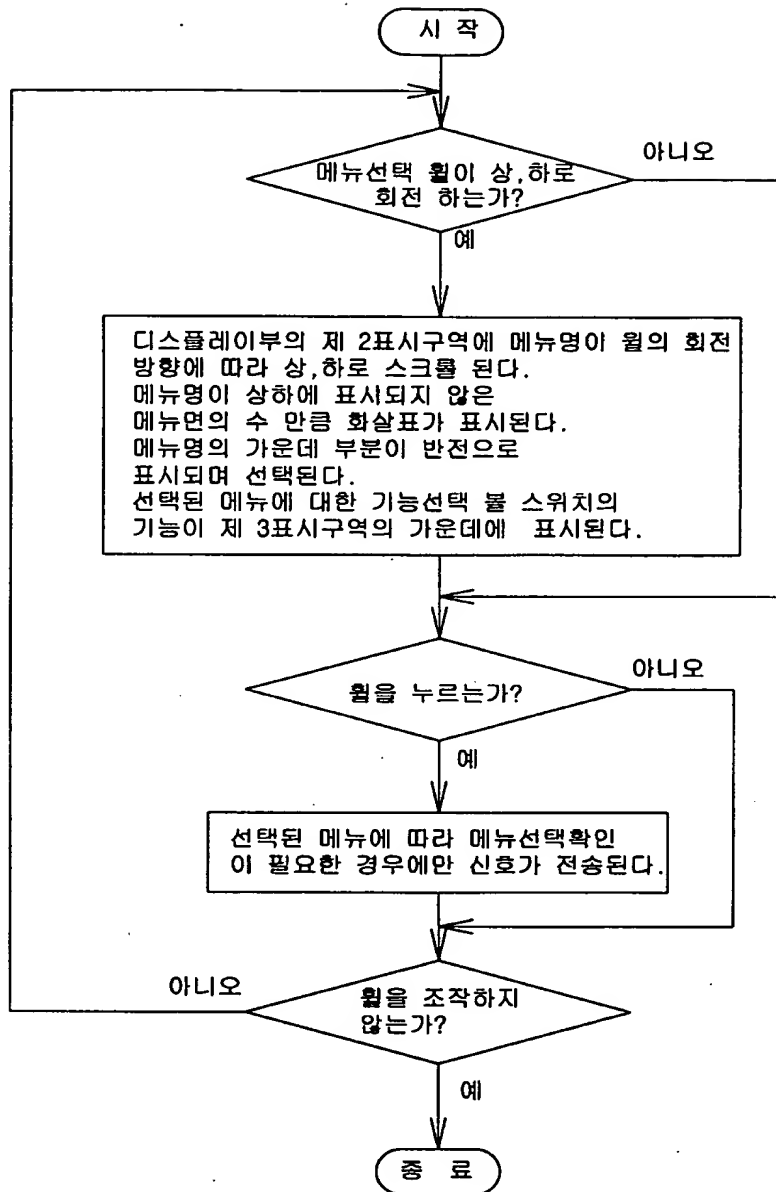 시 작
메뉴선택 휠이 상,하로
회전 하는가?
아니오
예
디스플레이부의 제 2표시구역에 메뉴명이 휠의 회전
방향에 따라 상,하로 스크롤 된다.
메뉴명이 상하에 표시되지 않은
메뉴면의 수 만큼 화살표가 표시된다.
메뉴명의 가운데 부분이 반전으로
표시되며 선택된다.
선택된 메뉴에 대한 기능선택 볼 스위치의
기능이 제 3표시구역의 가운데에 표시된다.
휠을 누르는가?
아니오
예
선택된 메뉴에 따라 메뉴선택확인
이 필요한 경우에만 신호가 전송된다.
아니오
휠을 조작하지
않는가?
예
종 료